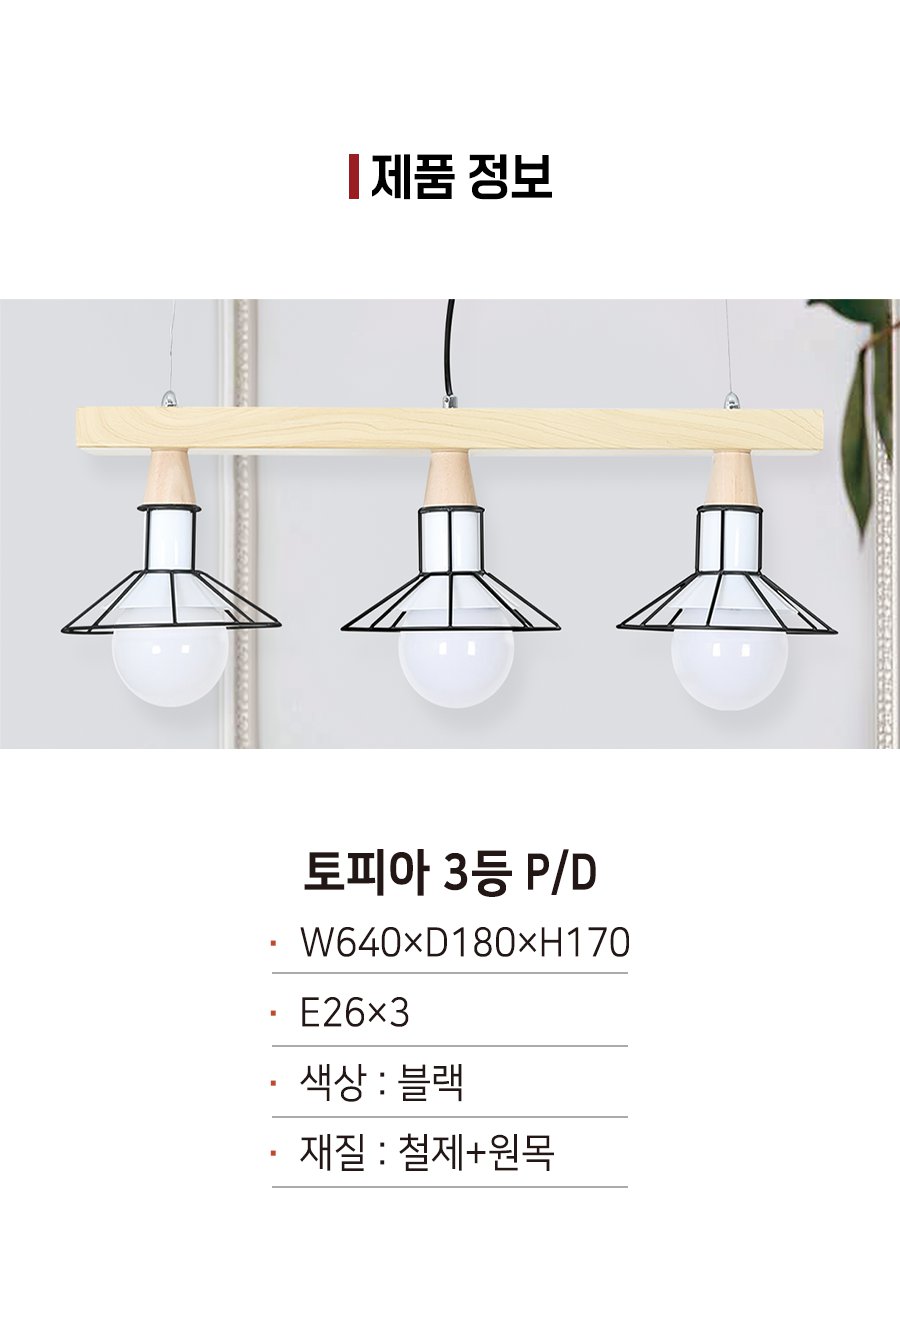 제품 정보
토피아 3등 P/D
· W640×D180×H170
· E26×3
· 색상 : 블랙
· 재질 : 철제+원목